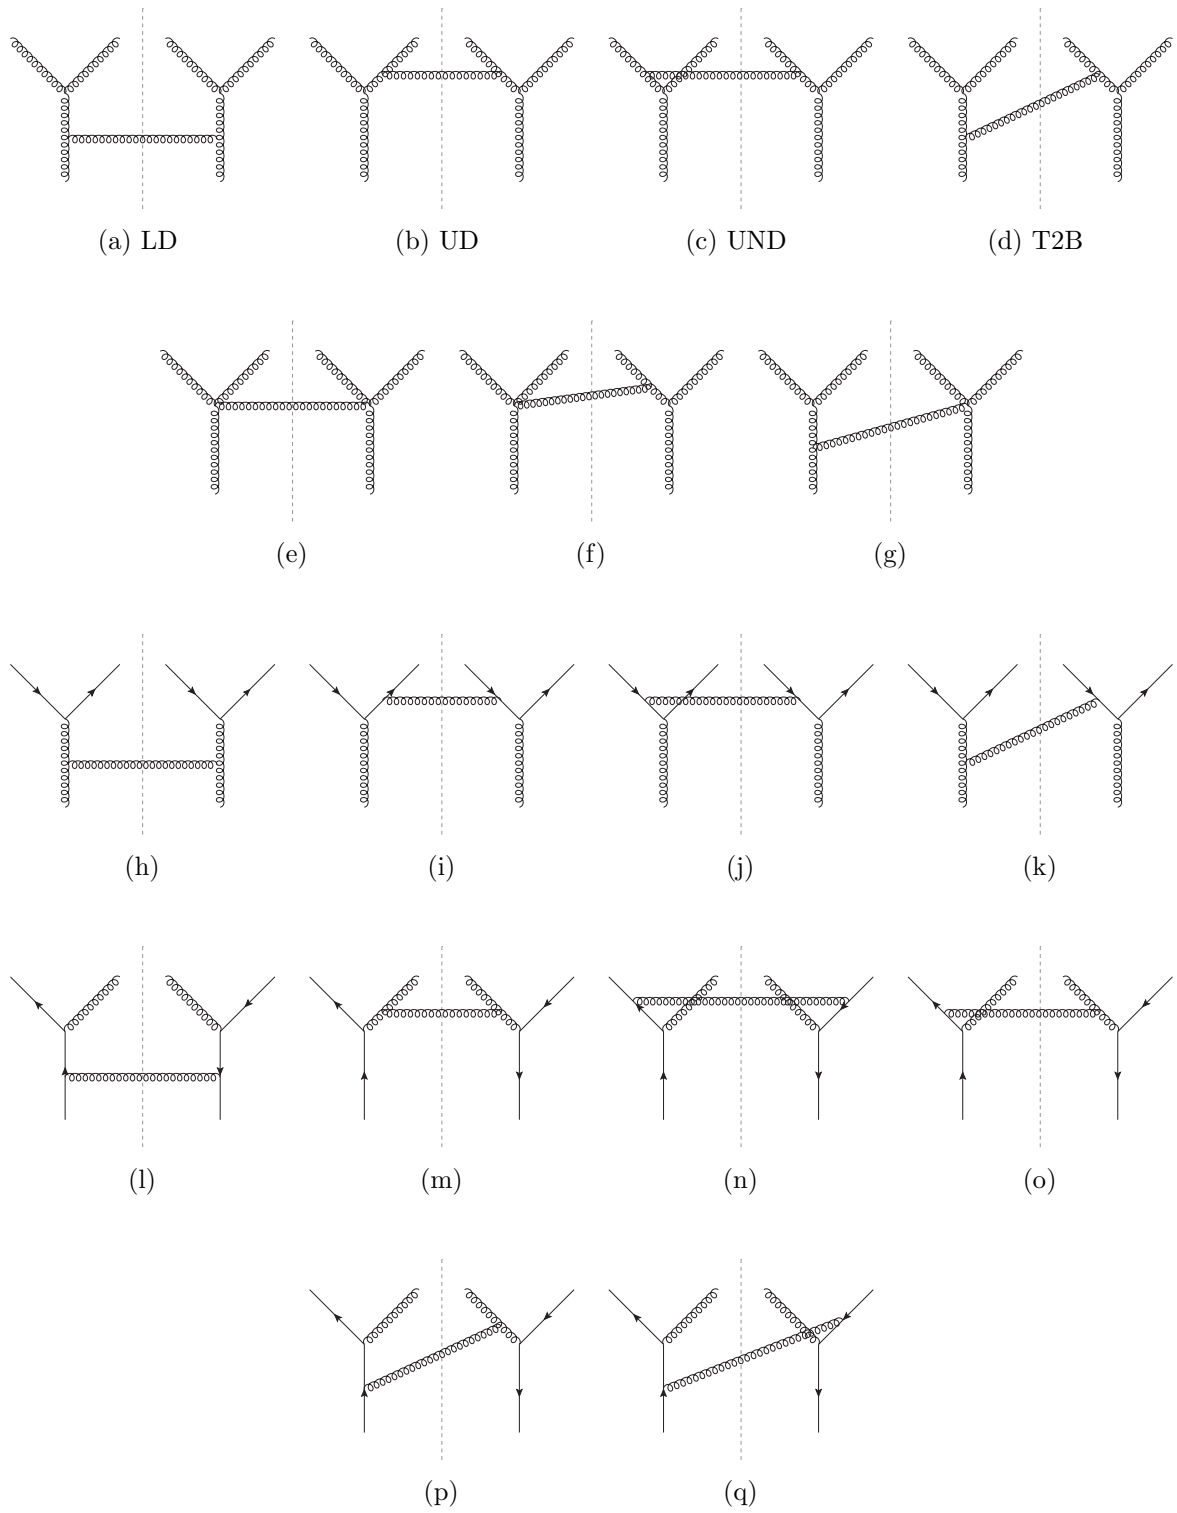 (a) LD (b) UD (c) UND (d) T2B
(e) (f) (g)
(h) (i) (j) (k)
(l) (m) (n) (o)
(p) (q)